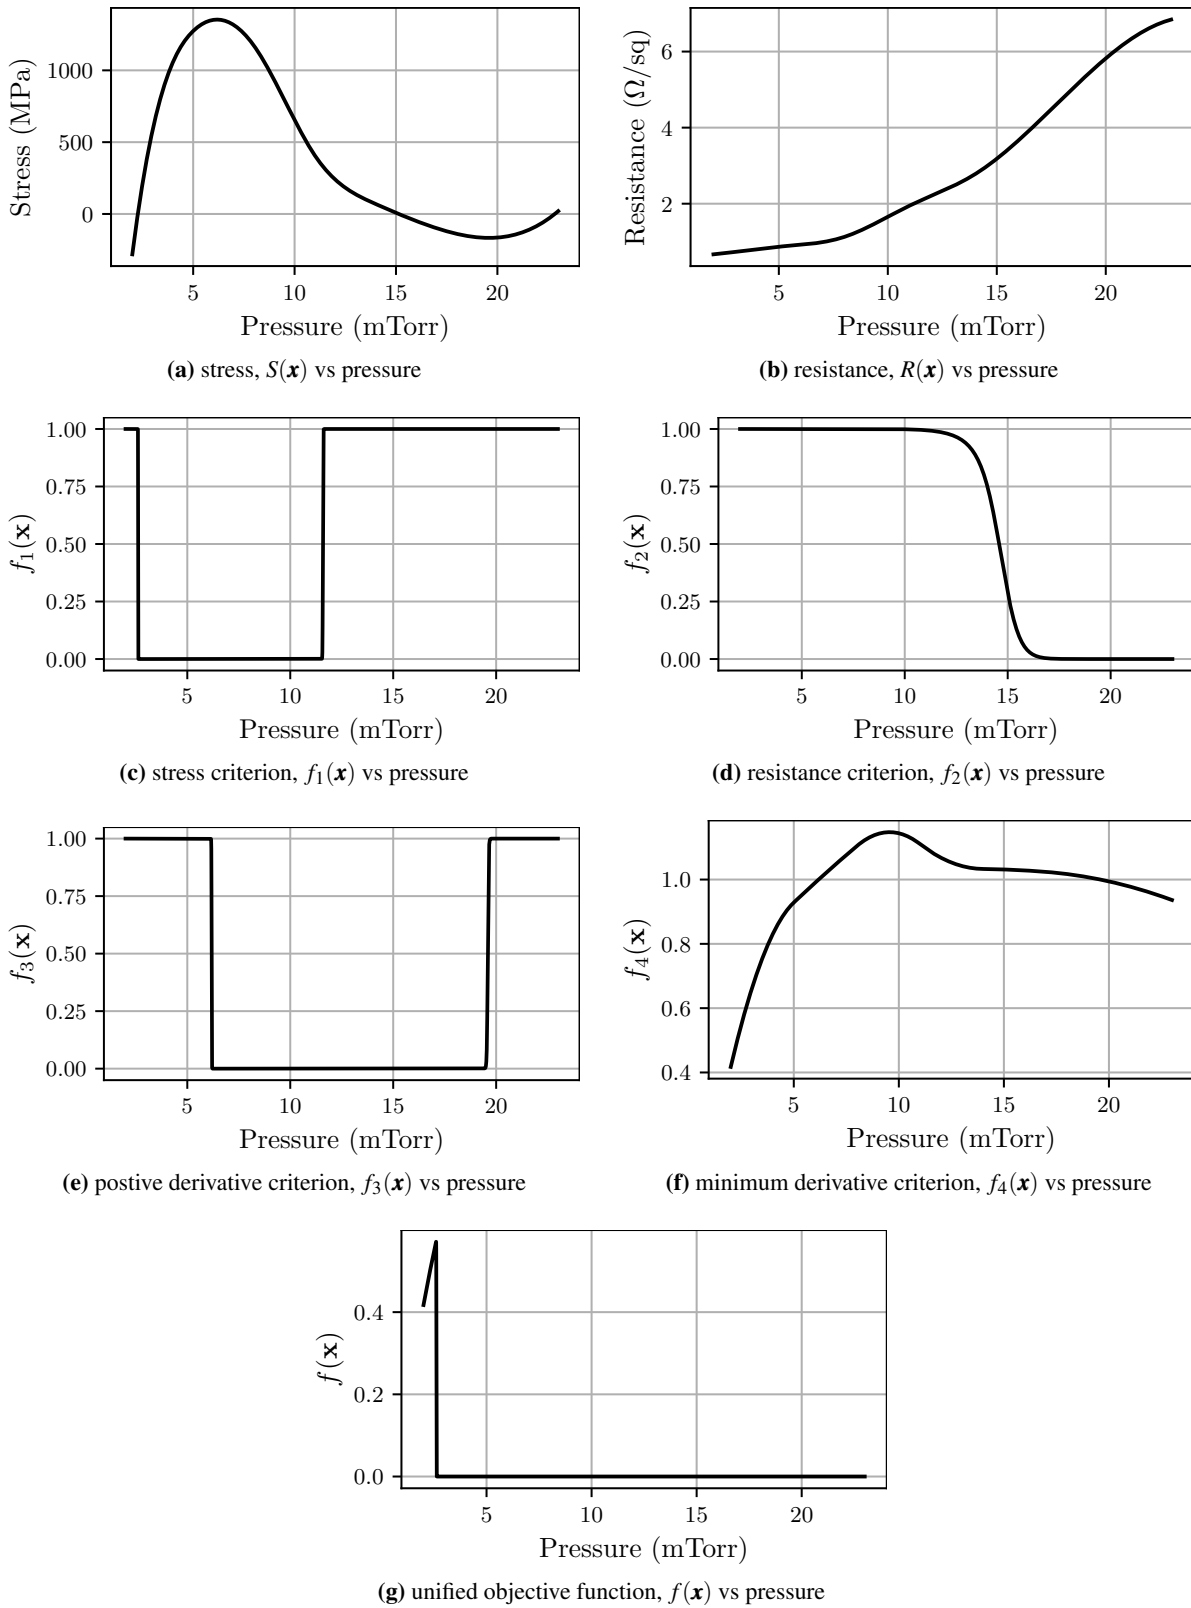 Stress (MPa)
1000
500
0
5 10 15 20
Pressure (mTorr)
(a) stress, S(x) vs pressure
Resistance (Ω/sq)
6
4
2
5 10 15 20
Pressure (mTorr)
(b) resistance, R(x) vs pressure
f₁(x)
1.00
0.75
0.50
0.25
0.00
5 10 15 20
Pressure (mTorr)
(c) stress criterion, f₁(x) vs pressure
f₂(x)
1.00
0.75
0.50
0.25
0.00
5 10 15 20
Pressure (mTorr)
(d) resistance criterion, f₂(x) vs pressure
f₃(x)
1.00
0.75
0.50
0.25
0.00
5 10 15 20
Pressure (mTorr)
(e) postive derivative criterion, f₃(x) vs pressure
f₄(x)
1.0
0.8
0.6
0.4
5 10 15 20
Pressure (mTorr)
(f) minimum derivative criterion, f₄(x) vs pressure
f(x)
0.4
0.2
0.0
5 10 15 20
Pressure (mTorr)
(g) unified objective function, f(x) vs pressure